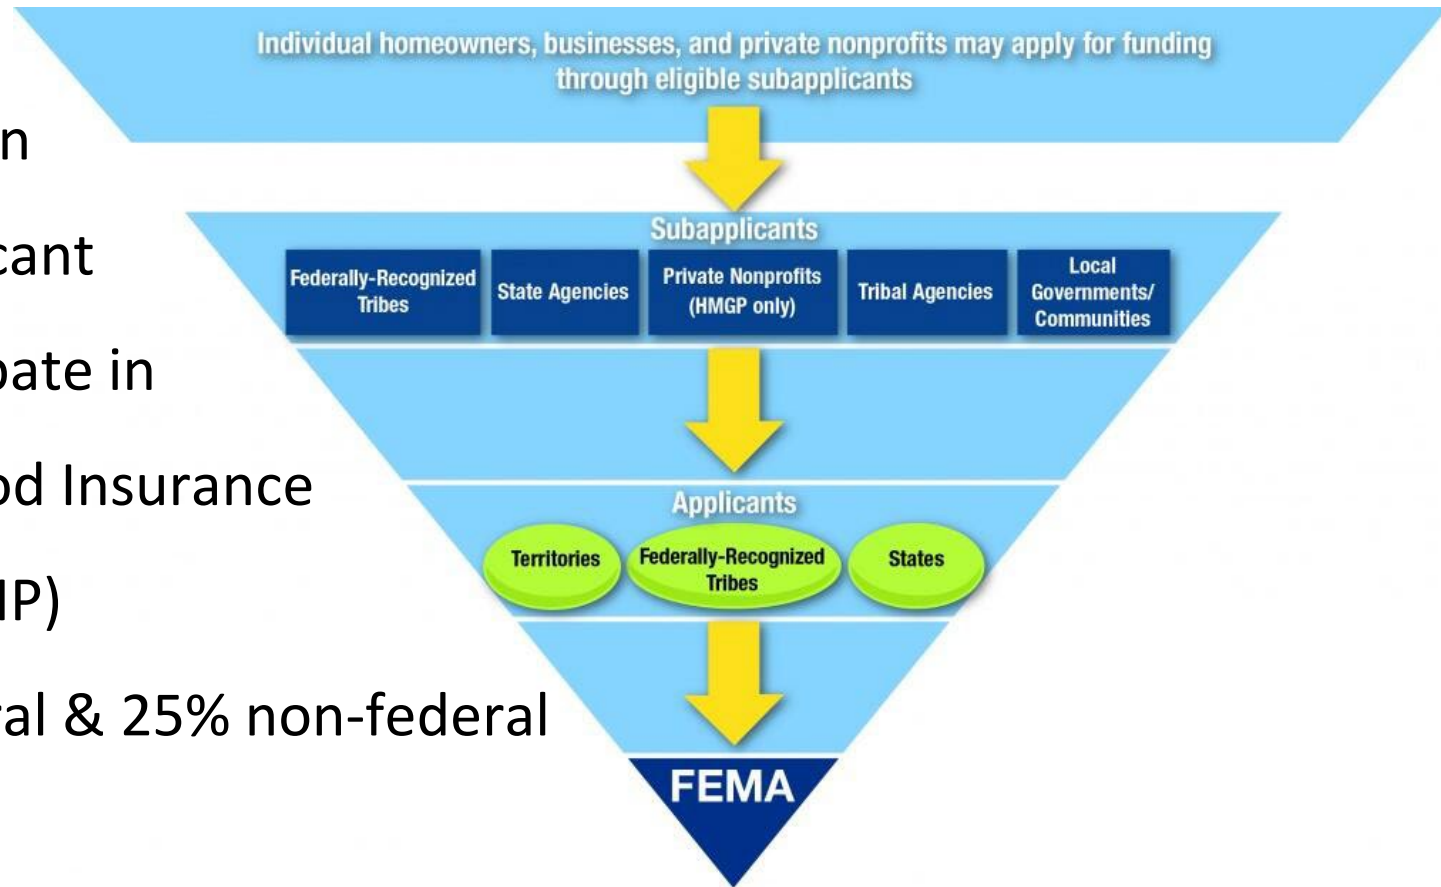 Individual homeowners, businesses, and private nonprofits may apply for funding
through eligible subapplicants
n
cant
pate in
od Insurance
IP)
ral & 25% non-federal
Subapplicants
Federally-Recognized
Tribes
State Agencies
Private Nonprofits
(HMGP only)
Tribal Agencies
Local
Governments/
Communities
Applicants
Territories
Federally-Recognized
Tribes
States
FEMA